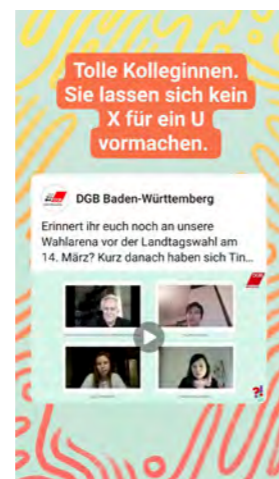 Tolle Kolleginnen.
Sie lassen sich kein
X für ein U
vormachen.
DGB Baden-Württemberg
Erinnert ihr euch noch an unsere
Wahlarena vor der Landtagswahl am
14. März? Kurz danach haben sich Tin...
DGB
?!